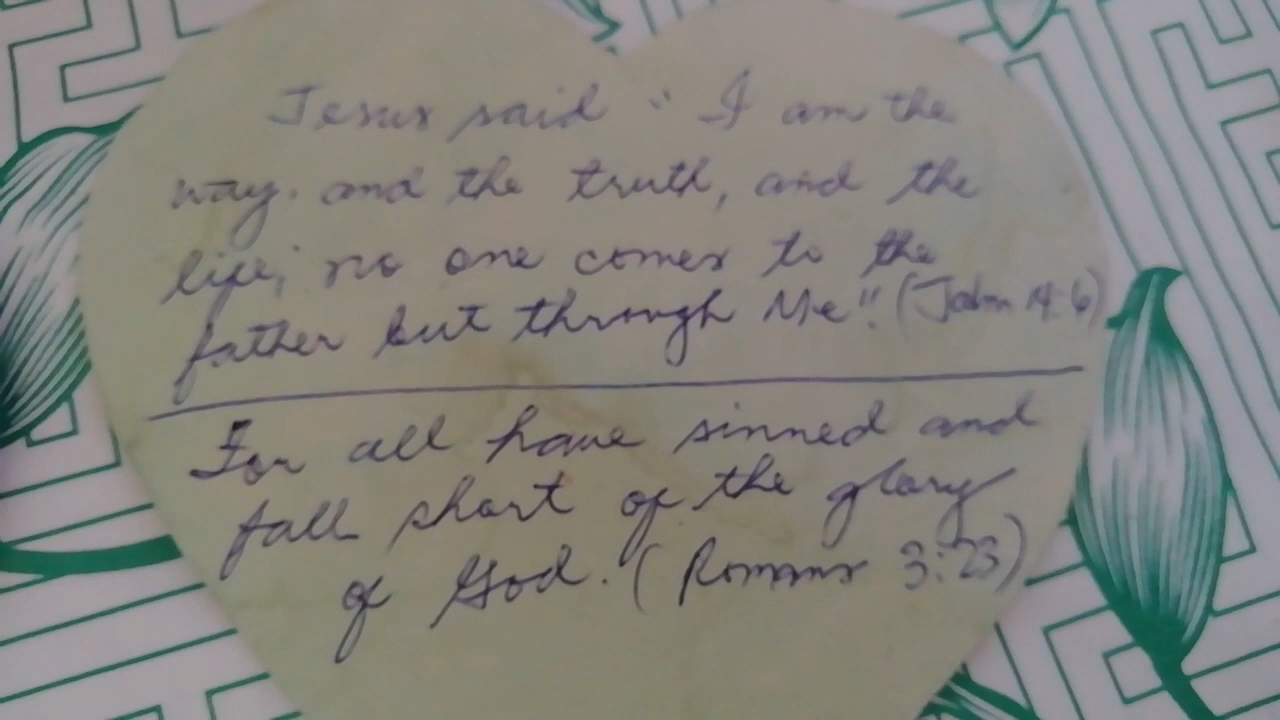 Jesus said "I am the
way. and the truth, and the
life; no one comes to the
father but through Me". (John 14:6)
For all have sinned and
fall short of the glory
of God. (Romans 3:23)